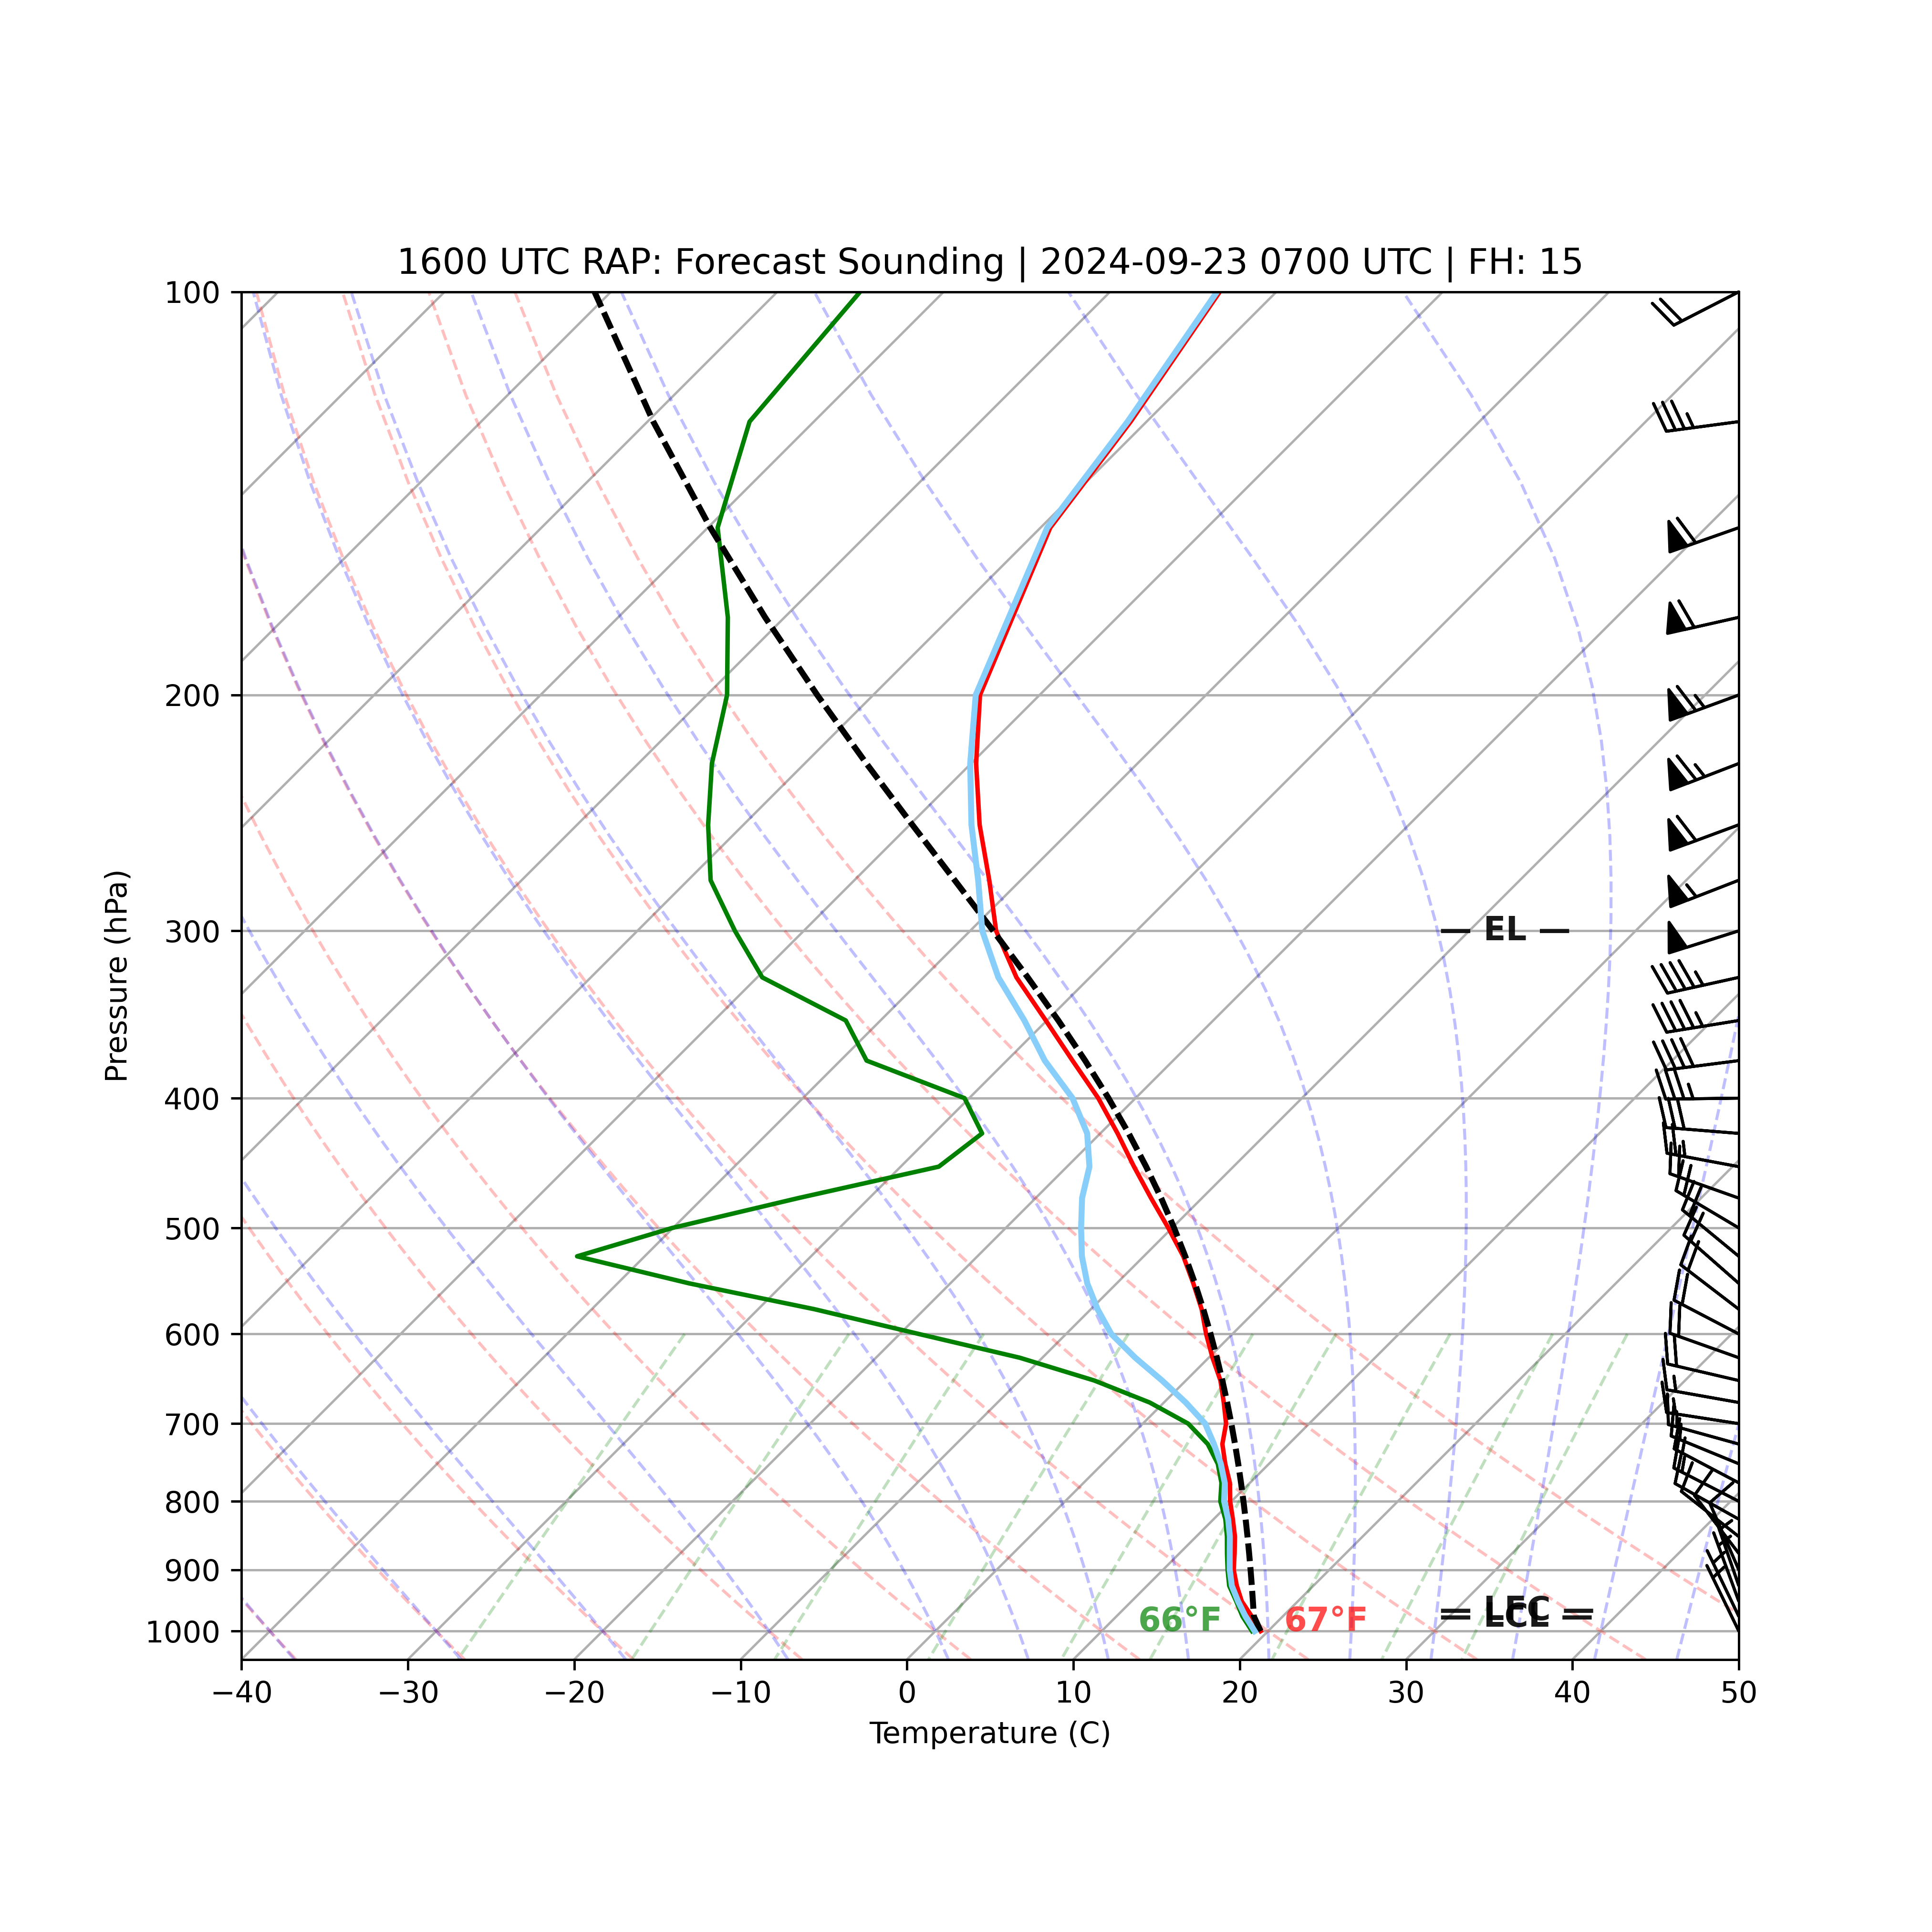 1600 UTC RAP: Forecast Sounding | 2024-09-23 0700 UTC | FH: 15
100
200
300
400
500
600
700
800
900
1000
Pressure (hPa)
— EL —
— LFC —
— LCL —
66°F
67°F
−40 −30 −20 −10 0 10 20 30 40 50
Temperature (C)